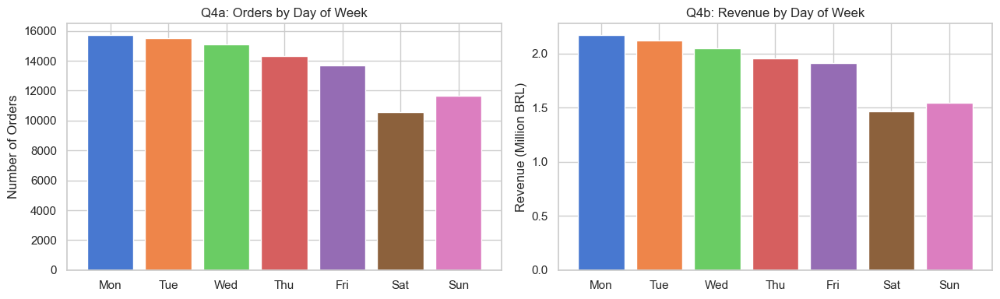 Q4a: Orders by Day of Week
Number of Orders
16000
14000
12000
10000
8000
6000
4000
2000
0
Mon Tue Wed Thu Fri Sat Sun
Q4b: Revenue by Day of Week
Revenue (Million BRL)
2.0
1.5
1.0
0.5
0.0
Mon Tue Wed Thu Fri Sat Sun